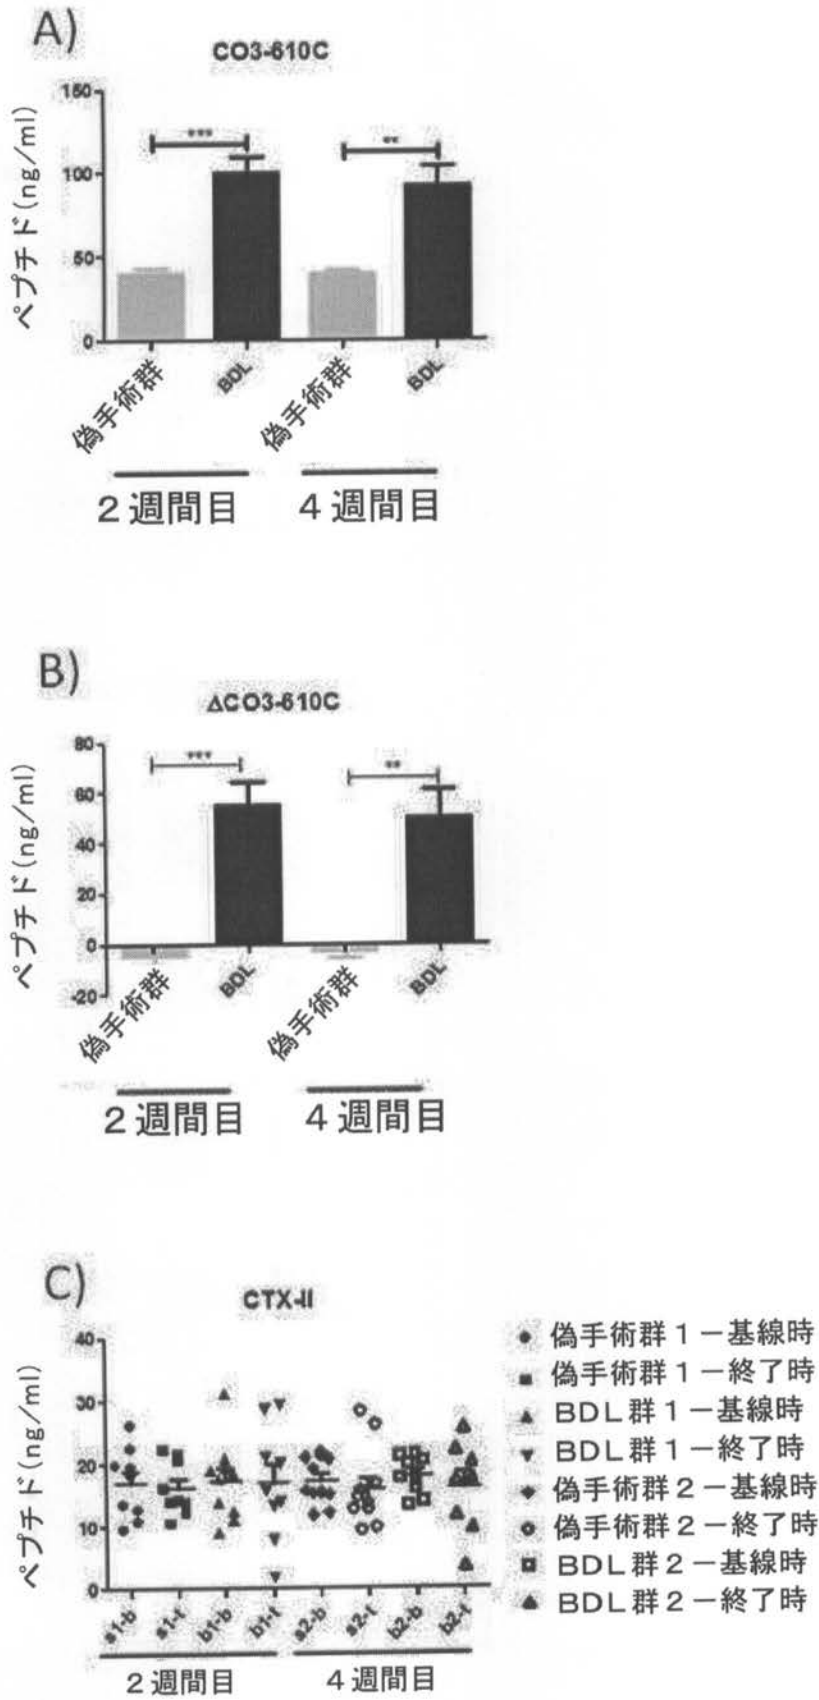 A)
CO3-610C
ペプチド(ng/ml)
150
***
**
100
50
0
偽手術群
BDL
偽手術群
BDL
2週間目
4週間目
B)
ΔCO3-610C
ペプチド(ng/ml)
80
***
**
60
40
20
0
-20
偽手術群
BDL
偽手術群
BDL
2週間目
4週間目
C)
CTX-II
ペプチド(ng/ml)
40
30
20
10
0
s1-b
s1-t
b1-b
b1-t
s2-b
s2-t
b2-b
b2-t
2週間目
4週間目
偽手術群1-基線時
偽手術群1-終了時
BDL群1-基線時
BDL群1-終了時
偽手術群2-基線時
偽手術群2-終了時
BDL群2-基線時
BDL群2-終了時